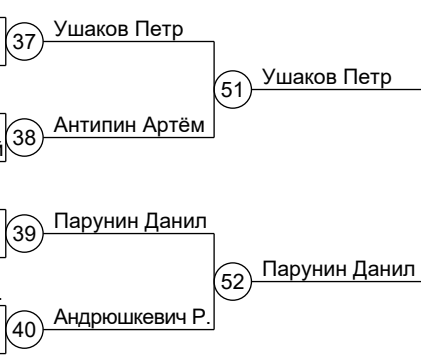 37 Ушаков Петр
51 Ушаков Петр
38 Антипин Артём
39 Парунин Данил
52 Парунин Данил
40 Андрюшкевич Р.